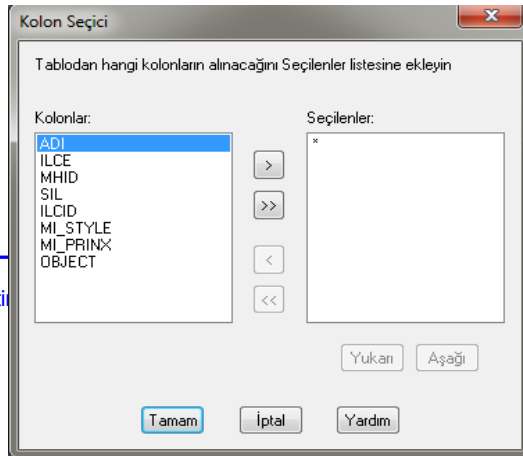 Kolon Seçici
x
Tablodan hangi kolonların alınacağını Seçilenler listesine ekleyin
Kolonlar: Seçilenler:
ADI
ILCE
MHID
SIL
ILCID
MI_STYLE
MI_PRINX
OBJECT
*
>
>>
<
<<
Yukarı Aşağı
Tamam İptal Yardım